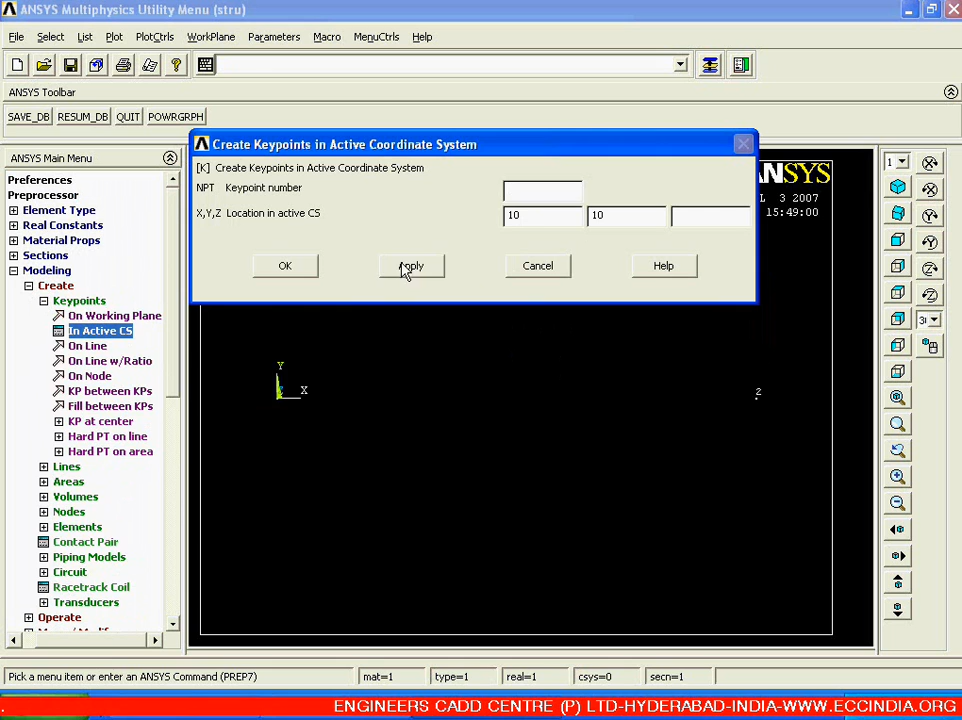 ANSYS Multiphysics Utility Menu (stru)
File Select List Plot PlotCtrls WorkPlane Parameters Macro MenuCtrls Help
ANSYS Toolbar
SAVE_DB RESUM_DB QUIT POWRGRPH
ANSYS Main Menu
Preferences
Preprocessor
Element Type
Real Constants
Material Props
Sections
Modeling
Create
Keypoints
On Working Plane
In Active CS
On Line
On Line w/Ratio
On Node
KP between KPs
Fill between KPs
KP at center
Hard PT on line
Hard PT on area
Lines
Areas
Volumes
Nodes
Elements
Contact Pair
Piping Models
Circuit
Racetrack Coil
Transducers
Operate
Create Keypoints in Active Coordinate System
[K] Create Keypoints in Active Coordinate System
NPT Keypoint number
X,Y,Z Location in active CS 10 10
OK Apply Cancel Help
ANSYS
3 2007
15:49:00
Y
X
2
1
Pick a menu item or enter an ANSYS Command (PREP7) mat=1 type=1 real=1 csys=0 secn=1
. ENGINEERS CADD CENTRE (P) LTD-HYDERABAD-INDIA-WWW.ECCINDIA.ORG